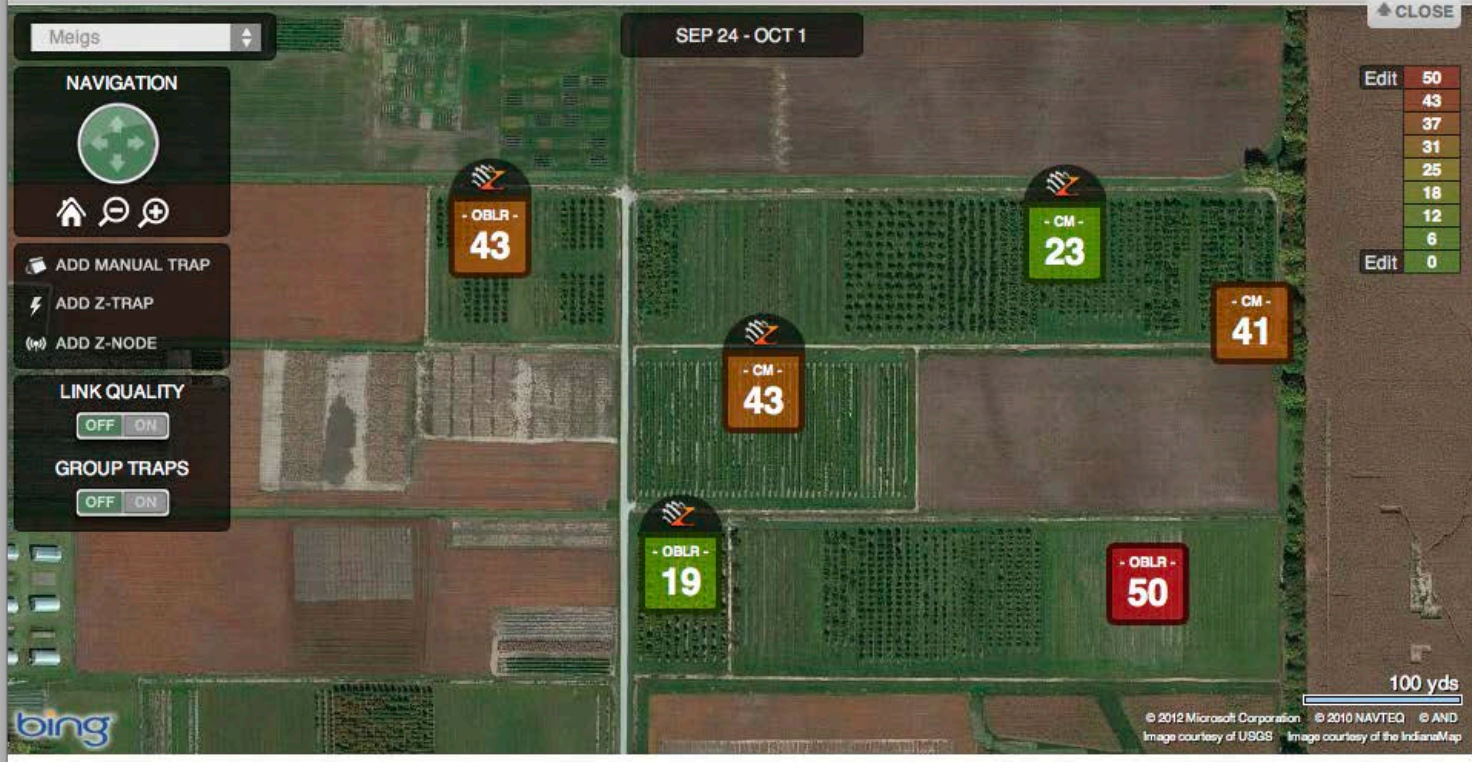 CLOSE
Meigs
SEP 24 - OCT 1
NAVIGATION
ADD MANUAL TRAP
ADD Z-TRAP
ADD Z-NODE
LINK QUALITY
OFF ON
GROUP TRAPS
OFF ON
- OBLR -
43
- CM -
23
- CM -
41
- CM -
43
- OBLR -
19
- OBLR -
50
Edit 50
43
37
31
25
18
12
6
Edit 0
100 yds
bing
© 2012 Microsoft Corporation © 2010 NAVTEQ © AND
Image courtesy of USGS Image courtesy of the IndianaMap